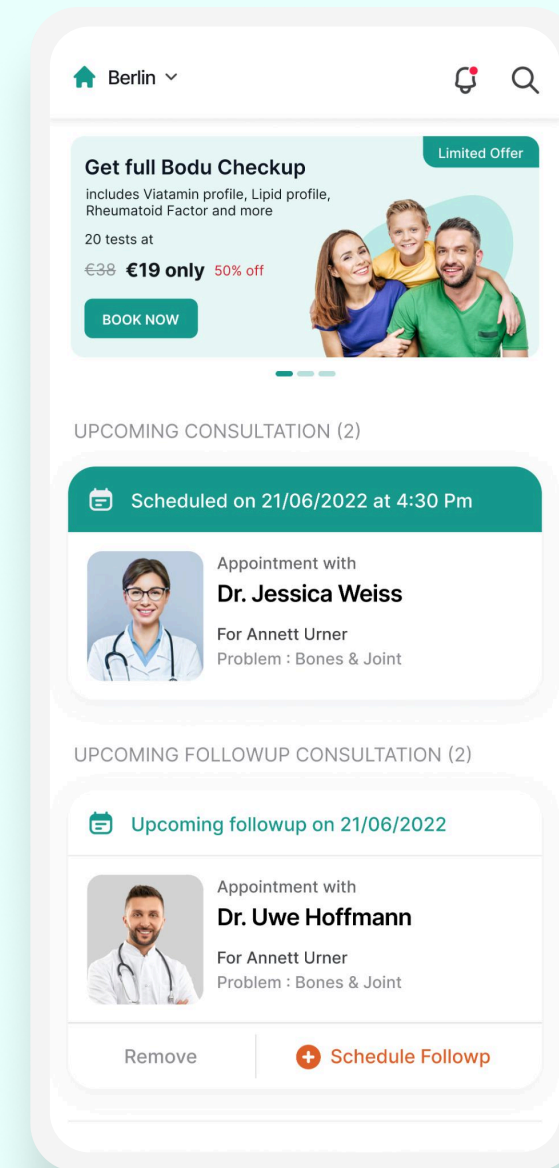 Berlin
Limited Offer
Get full Bodu Checkup
includes Viatamin profile, Lipid profile,
Rheumatoid Factor and more
20 tests at
€38 €19 only 50% off
BOOK NOW
UPCOMING CONSULTATION (2)
Scheduled on 21/06/2022 at 4:30 Pm
Appointment with
Dr. Jessica Weiss
For Annett Urner
Problem : Bones & Joint
UPCOMING FOLLOWUP CONSULTATION (2)
Upcoming followup on 21/06/2022
Appointment with
Dr. Uwe Hoffmann
For Annett Urner
Problem : Bones & Joint
Remove
Schedule Followp